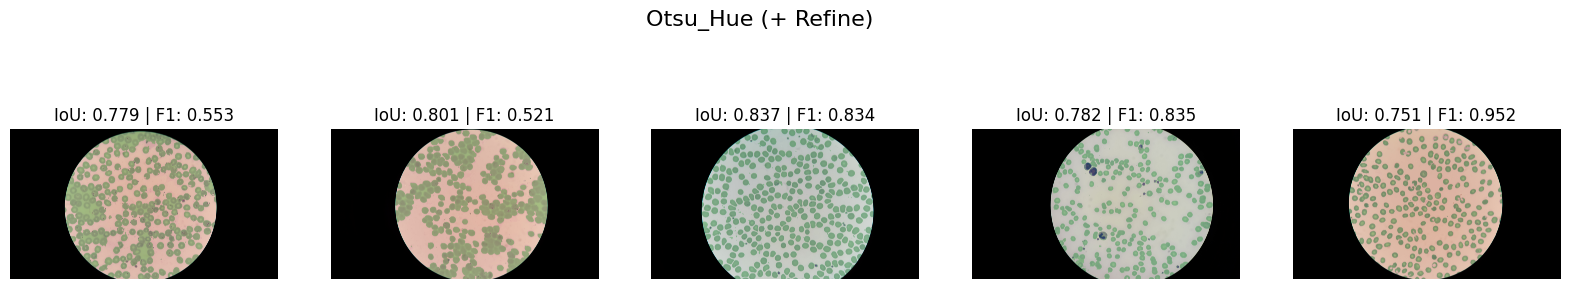 Otsu_Hue (+ Refine)
IoU: 0.779 | F1: 0.553
IoU: 0.801 | F1: 0.521
IoU: 0.837 | F1: 0.834
IoU: 0.782 | F1: 0.835
IoU: 0.751 | F1: 0.952